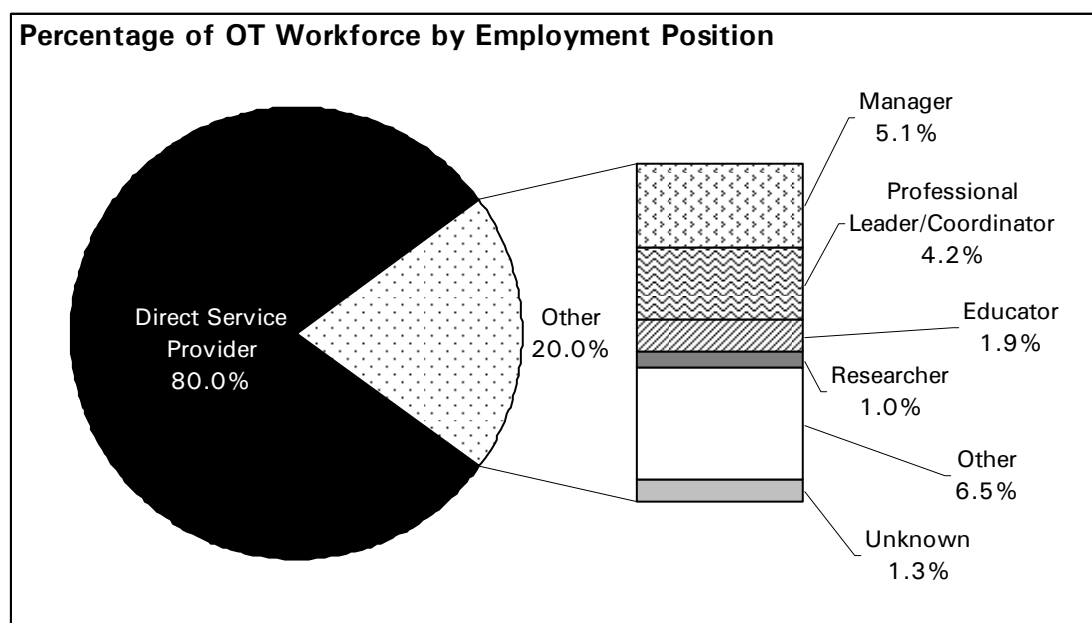 Percentage of OT Workforce by Employment Position
Direct Service
Provider
80.0%
Other
20.0%
Manager
5.1%
Professional
Leader/Coordinator
4.2%
Educator
1.9%
Researcher
1.0%
Other
6.5%
Unknown
1.3%